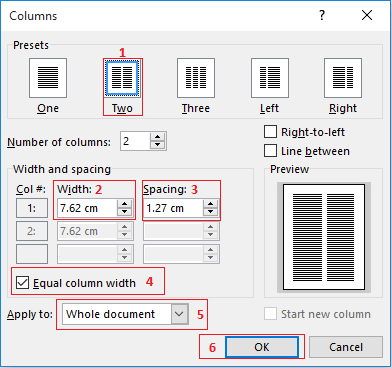 Columns
Presets
1
One
Two
Three
Left
Right
Number of columns: 2
Right-to-left
Line between
Width and spacing
Preview
Col #: Width: 2 Spacing: 3
1: 7.62 cm 1.27 cm
2: 7.62 cm
Equal column width 4
Apply to: Whole document 5
Start new column
6 OK Cancel